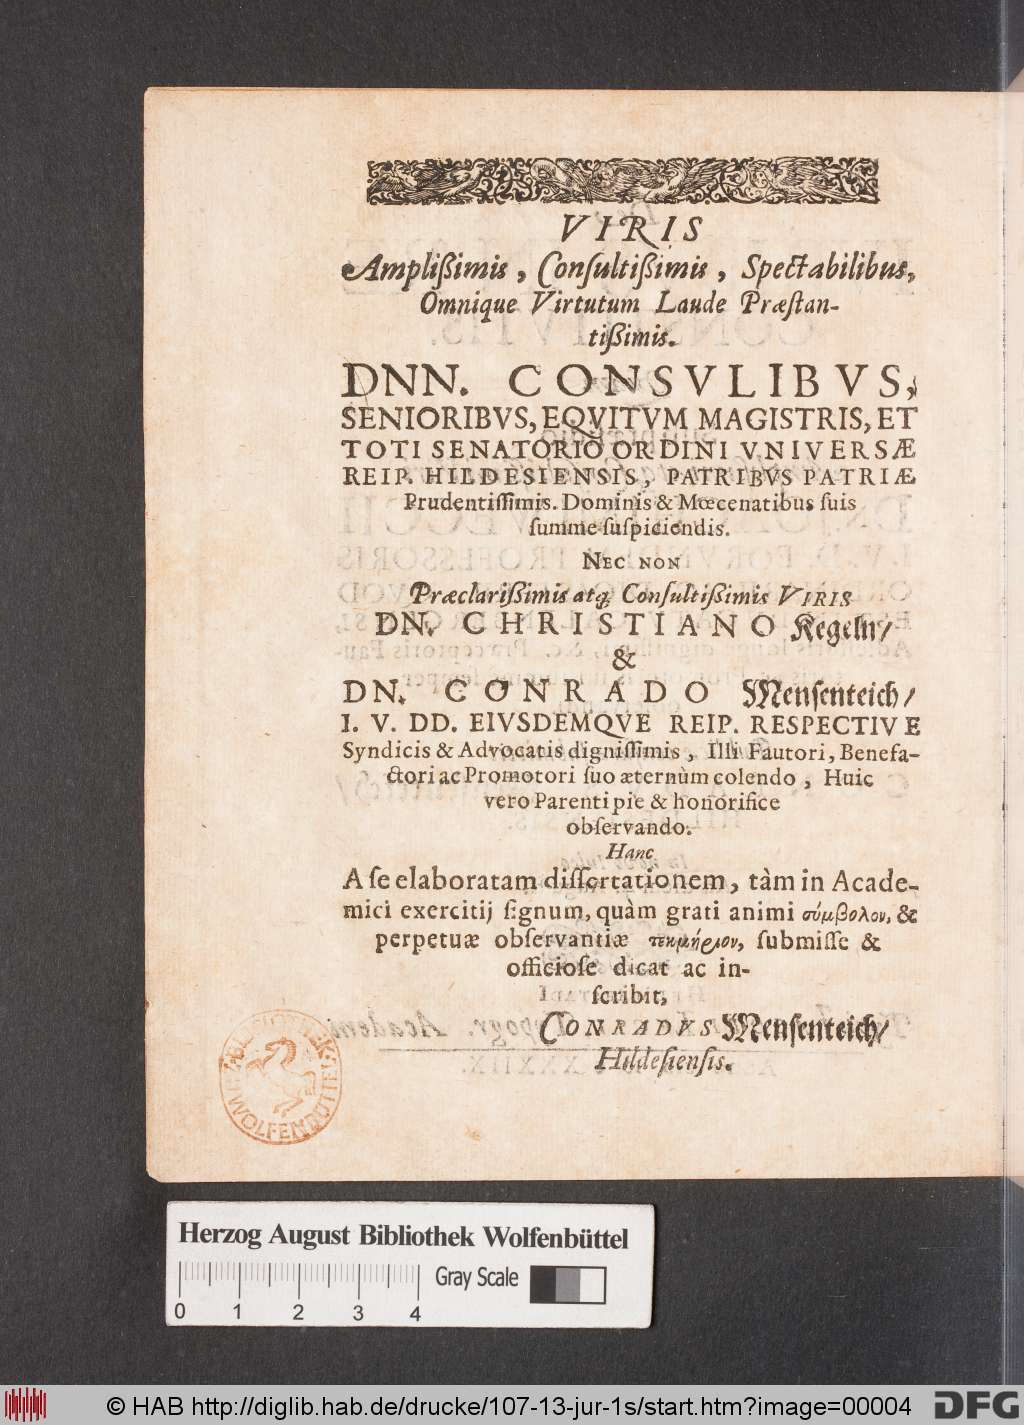 VIRIS
Ampliſſimis, Conſultiſſimis, Spectabilibus,
Omnique Virtutum Laude Præſtan-
tiſſimis.
DNN. CONSVLIBVS,
SENIORIBVS, EQVITVM MAGISTRIS, ET
TOTI SENATORIO ORDINI VNIVERSÆ
REIP. HILDESIENSIS, PATRIBVS PATRIÆ
Prudentiſſimis. Dominis & Mœcenatibus ſuis
ſumme ſuſpiciendis.
NEC NON
Præclariſſimis atq; Conſultiſſimis VIRIS
DN. CHRISTIANO Kegeln/
&
DN. CONRADO Menſenteich/
I. V. DD. EIVSDEMQVE REIP. RESPECTIVE
Syndicis & Advocatis digniſſimis, Illi Fautori, Benefa-
ctori ac Promotori ſuo æternùm colendo, Huic
vero Parenti pie & honorifice
obſervando.
Hanc
A ſe elaboratam diſſertationem, tàm in Acade-
mici exercitij ſignum, quàm grati animi σύμβολον, &
perpetuæ obſervantiæ τεκμήριον, ſubmiſſe &
officioſe dicat ac in-
ſcribit,
CONRADVS Menſenteich/
Hildeſienſis.
BIBLIOTHEK
WOLFENBÜTTEL
Herzog August Bibliothek Wolfenbüttel
Gray Scale
0 1 2 3 4
© HAB http://diglib.hab.de/drucke/107-13-jur-1s/start.htm?image=00004
DFG